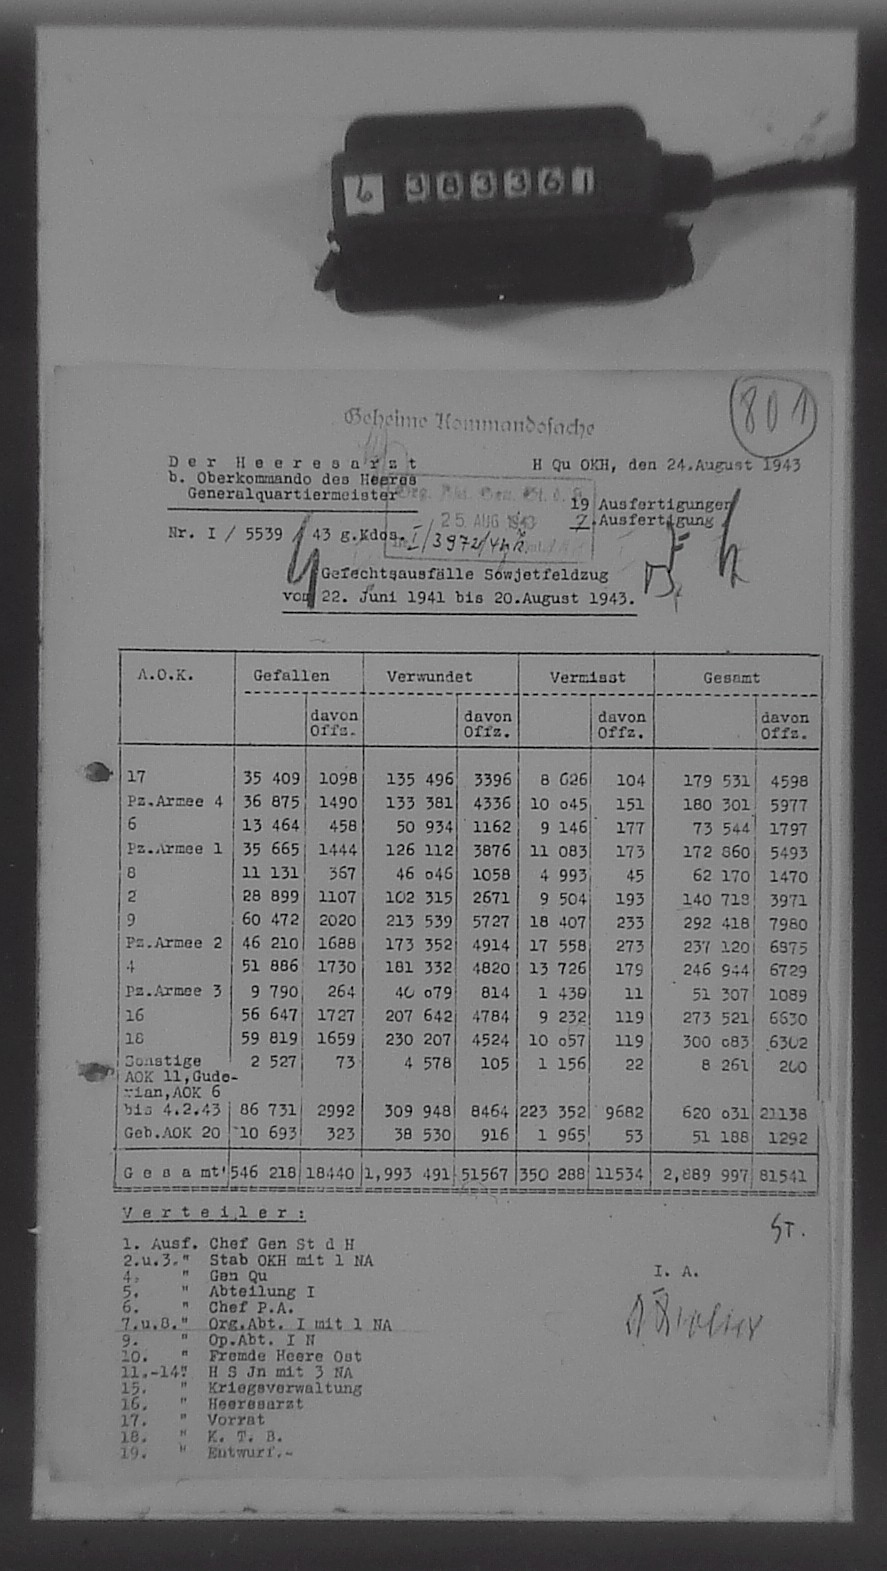 6 383361
801
Geheime Kommandosache
Der Heeresarzt
b. Oberkommando des Heeres
Generalquartiermeister
H Qu OKH, den 24.August 1943
19 Ausfertigungen
7.Ausfertigung
25. AUG 1943
Nr. I / 5539 / 43 g.Kdos.
I/3972/43
Gefechtsausfälle Sowjetfeldzug
vom 22. Juni 1941 bis 20.August 1943.
A.O.K. Gefallen Verwundet Vermisst Gesamt
davon Offz. davon Offz. davon Offz. davon Offz.
17 35 409 1098 135 496 3396 8 626 104 179 531 4598
Pz.Armee 4 36 875 1490 133 381 4336 10 o45 151 180 301 5977
6 13 464 458 50 934 1162 9 146 177 73 544 1797
Pz.Armee 1 35 665 1444 126 112 3876 11 083 173 172 860 5493
8 11 131 367 46 o46 1058 4 993 45 62 170 1470
2 28 899 1107 102 315 2671 9 504 193 140 718 3971
9 60 472 2020 213 539 5727 18 407 233 292 418 7980
Pz.Armee 2 46 210 1688 173 352 4914 17 558 273 237 120 6875
4 51 886 1730 181 332 4820 13 726 179 246 944 6729
Pz.Armee 3 9 790 264 40 o79 814 1 438 11 51 307 1089
16 56 647 1727 207 642 4784 9 232 119 273 521 6630
18 59 819 1659 230 207 4524 10 o57 119 300 o83 6302
Sonstige 2 527 73 4 578 105 1 156 22 8 261 200
AOK 11,Gude-
rian,AOK 6
bis 4.2.43 86 731 2992 309 948 8464 223 352 9682 620 o31 21138
Geb.AOK 20 10 693 323 38 530 916 1 965 53 51 188 1292
Gesamt 546 218 18440 1,993 491 51567 350 288 11534 2,889 997 81541
Verteiler:
St.
1. Ausf. Chef Gen St d H
2.u.3." Stab OKH mit 1 NA
4. " Gen Qu
I. A.
5. " Abteilung I
6. " Chef P.A.
7.u.8." Org.Abt. I mit 1 NA
9. " Op.Abt. I N
10. " Fremde Heere Ost
11.-14." H S Jn mit 3 NA
15. " Kriegsverwaltung
16. " Heeresarzt
17. " Vorrat
18. " K. T. B.
19. " Entwurf.-